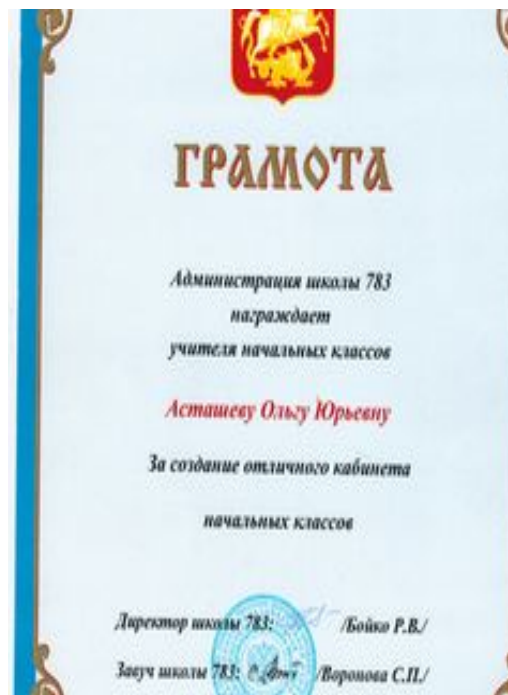 ГРАМОТА
Администрация школы 783
награждает
учителя начальных классов
Асташеву Ольгу Юрьевну
За создание отличного кабинета
начальных классов
Директор школы 783: /Бойко Р.В./
Завуч школы 783: /Воронова С.П./